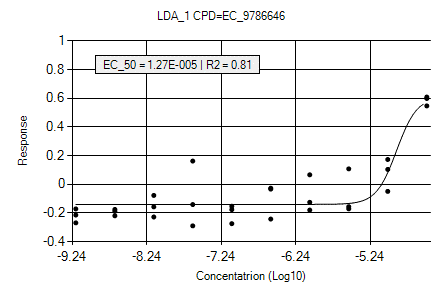 LDA_1 CPD=EC_9786646
EC_50 = 1.27E-005 | R2 = 0.81
Response
1
0.8
0.6
0.4
0.2
0
-0.2
-0.4
-9.24 -8.24 -7.24 -6.24 -5.24
Concentatrion (Log10)